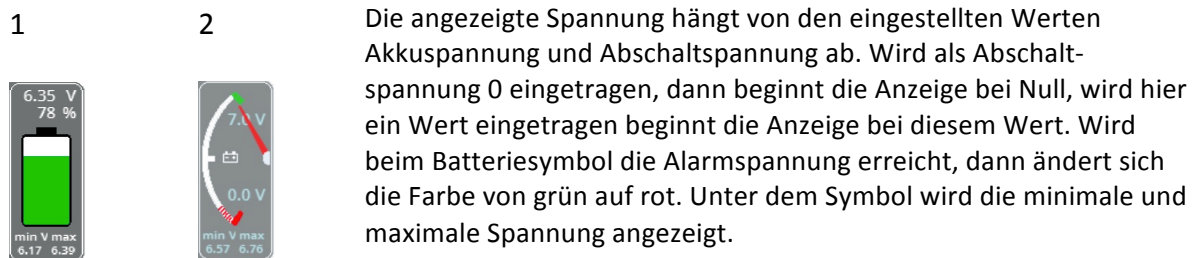 1
2
6.35 V
78 %
min V max
6.17 6.39
7.0 V
0.0 V
min V max
6.57 6.76
Die angezeigte Spannung hängt von den eingestellten Werten
Akkuspannung und Abschaltspannung ab. Wird als Abschalt-
spannung 0 eingetragen, dann beginnt die Anzeige bei Null, wird hier
ein Wert eingetragen beginnt die Anzeige bei diesem Wert. Wird
beim Batteriesymbol die Alarmspannung erreicht, dann ändert sich
die Farbe von grün auf rot. Unter dem Symbol wird die minimale und
maximale Spannung angezeigt.